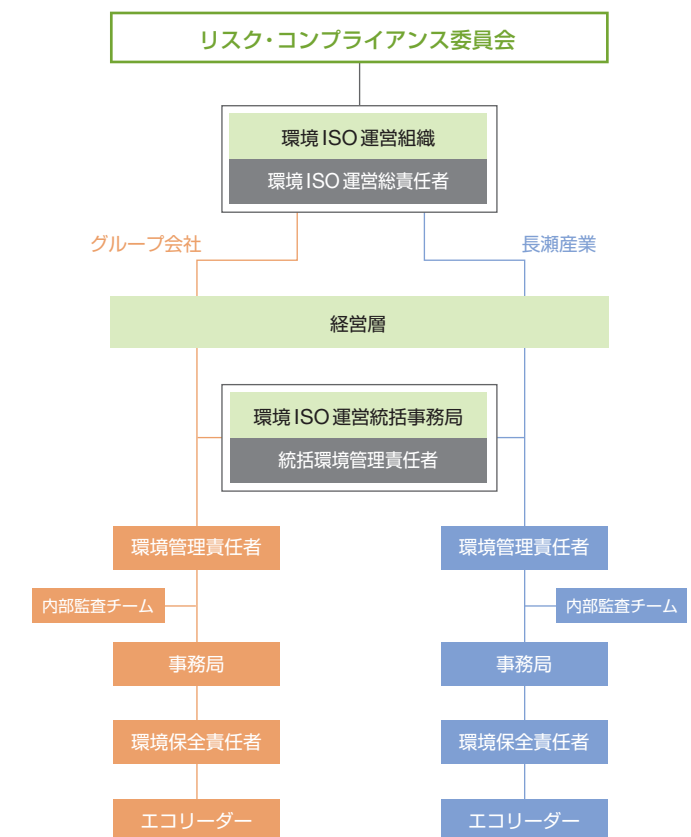 リスク・コンプライアンス委員会
環境ISO運営組織
環境ISO運営総責任者
グループ会社
長瀬産業
経営層
環境ISO運営統括事務局
統括環境管理責任者
環境管理責任者
環境管理責任者
内部監査チーム
内部監査チーム
事務局
事務局
環境保全責任者
環境保全責任者
エコリーダー
エコリーダー